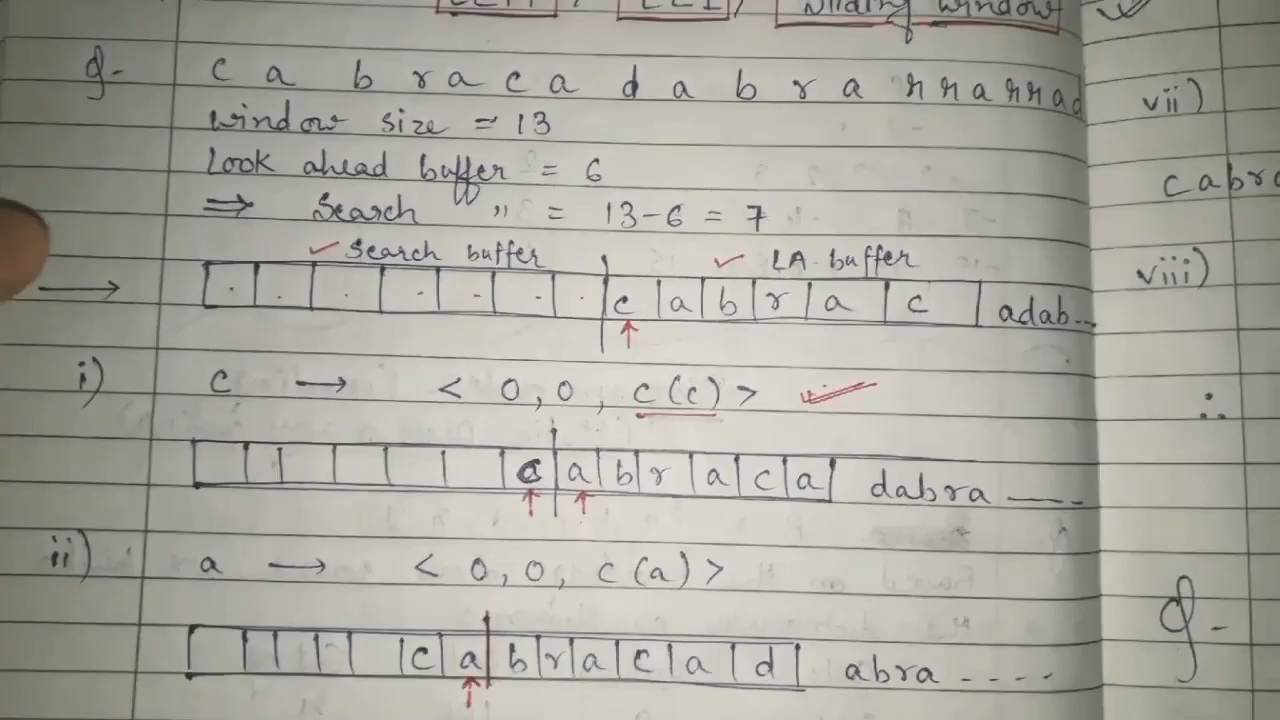 sliding window
Q- c a b r a c a d a b r a r r a r r a d
window size = 13
Look ahead buffer = 6
⇒ Search " = 13-6 = 7
Search buffer LA buffer
. . . . . . . c a b r a c adab...
i) c → < 0, 0, c(c) >
c a b r a c a dabra ----
ii) a → < 0, 0, c(a) >
c a b r a c a d abra ....
vii)
cabra
viii)
∴
Q-